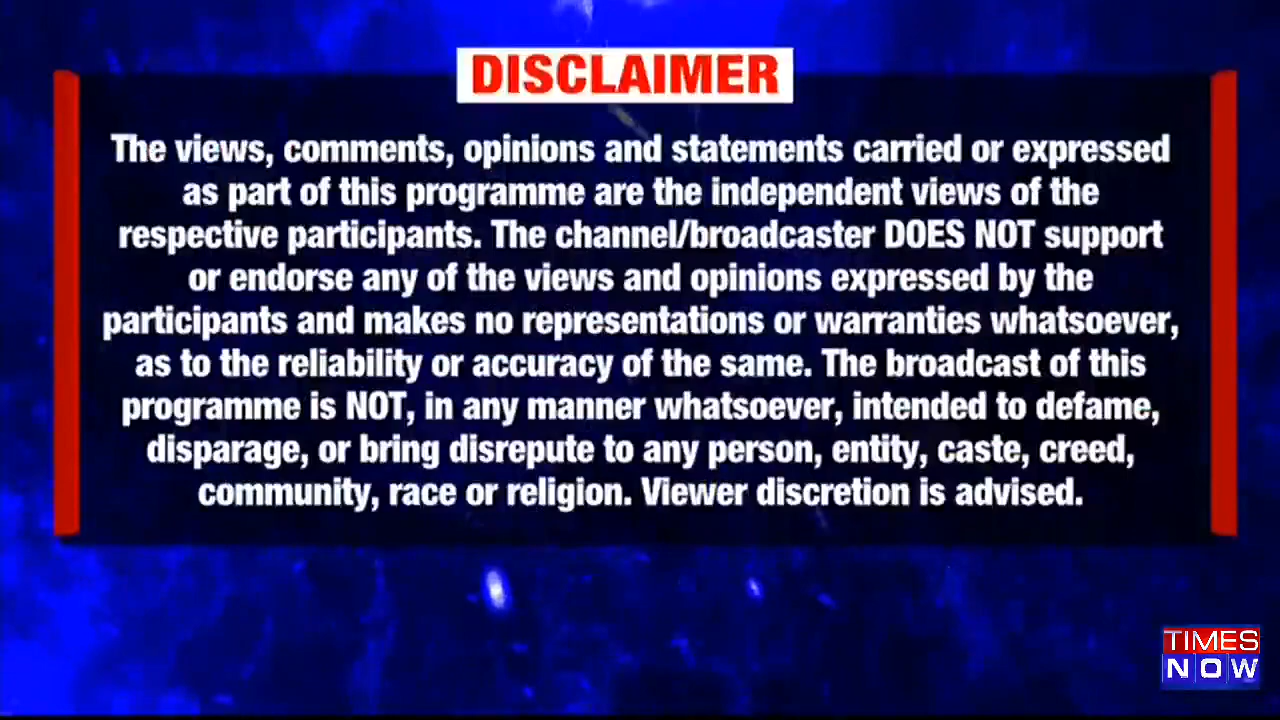 DISCLAIMER
The views, comments, opinions and statements carried or expressed
as part of this programme are the independent views of the
respective participants. The channel/broadcaster DOES NOT support
or endorse any of the views and opinions expressed by the
participants and makes no representations or warranties whatsoever,
as to the reliability or accuracy of the same. The broadcast of this
programme is NOT, in any manner whatsoever, intended to defame,
disparage, or bring disrepute to any person, entity, caste, creed,
community, race or religion. Viewer discretion is advised.
TIMES
NOW